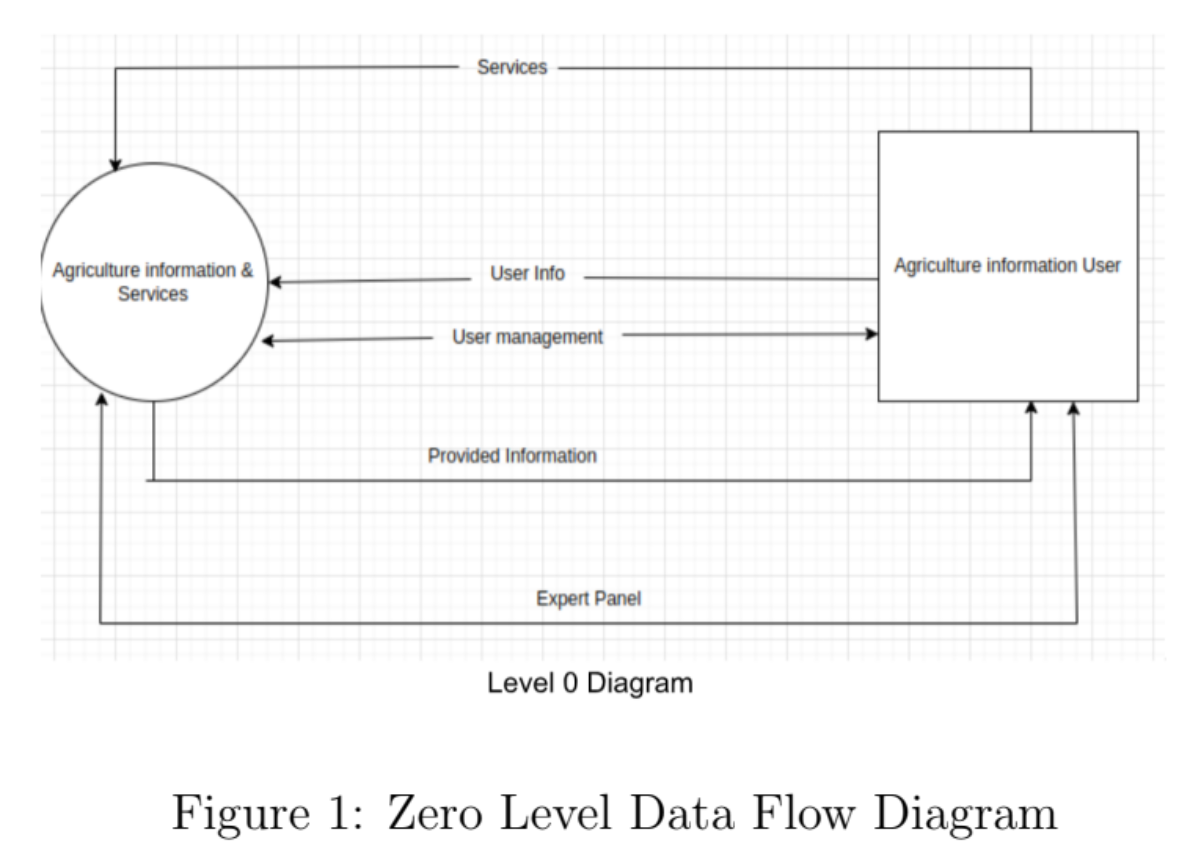 Services
Agriculture information &
Services
User Info
Agriculture information User
User management
Provided Information
Expert Panel
Level 0 Diagram
Figure 1: Zero Level Data Flow Diagram